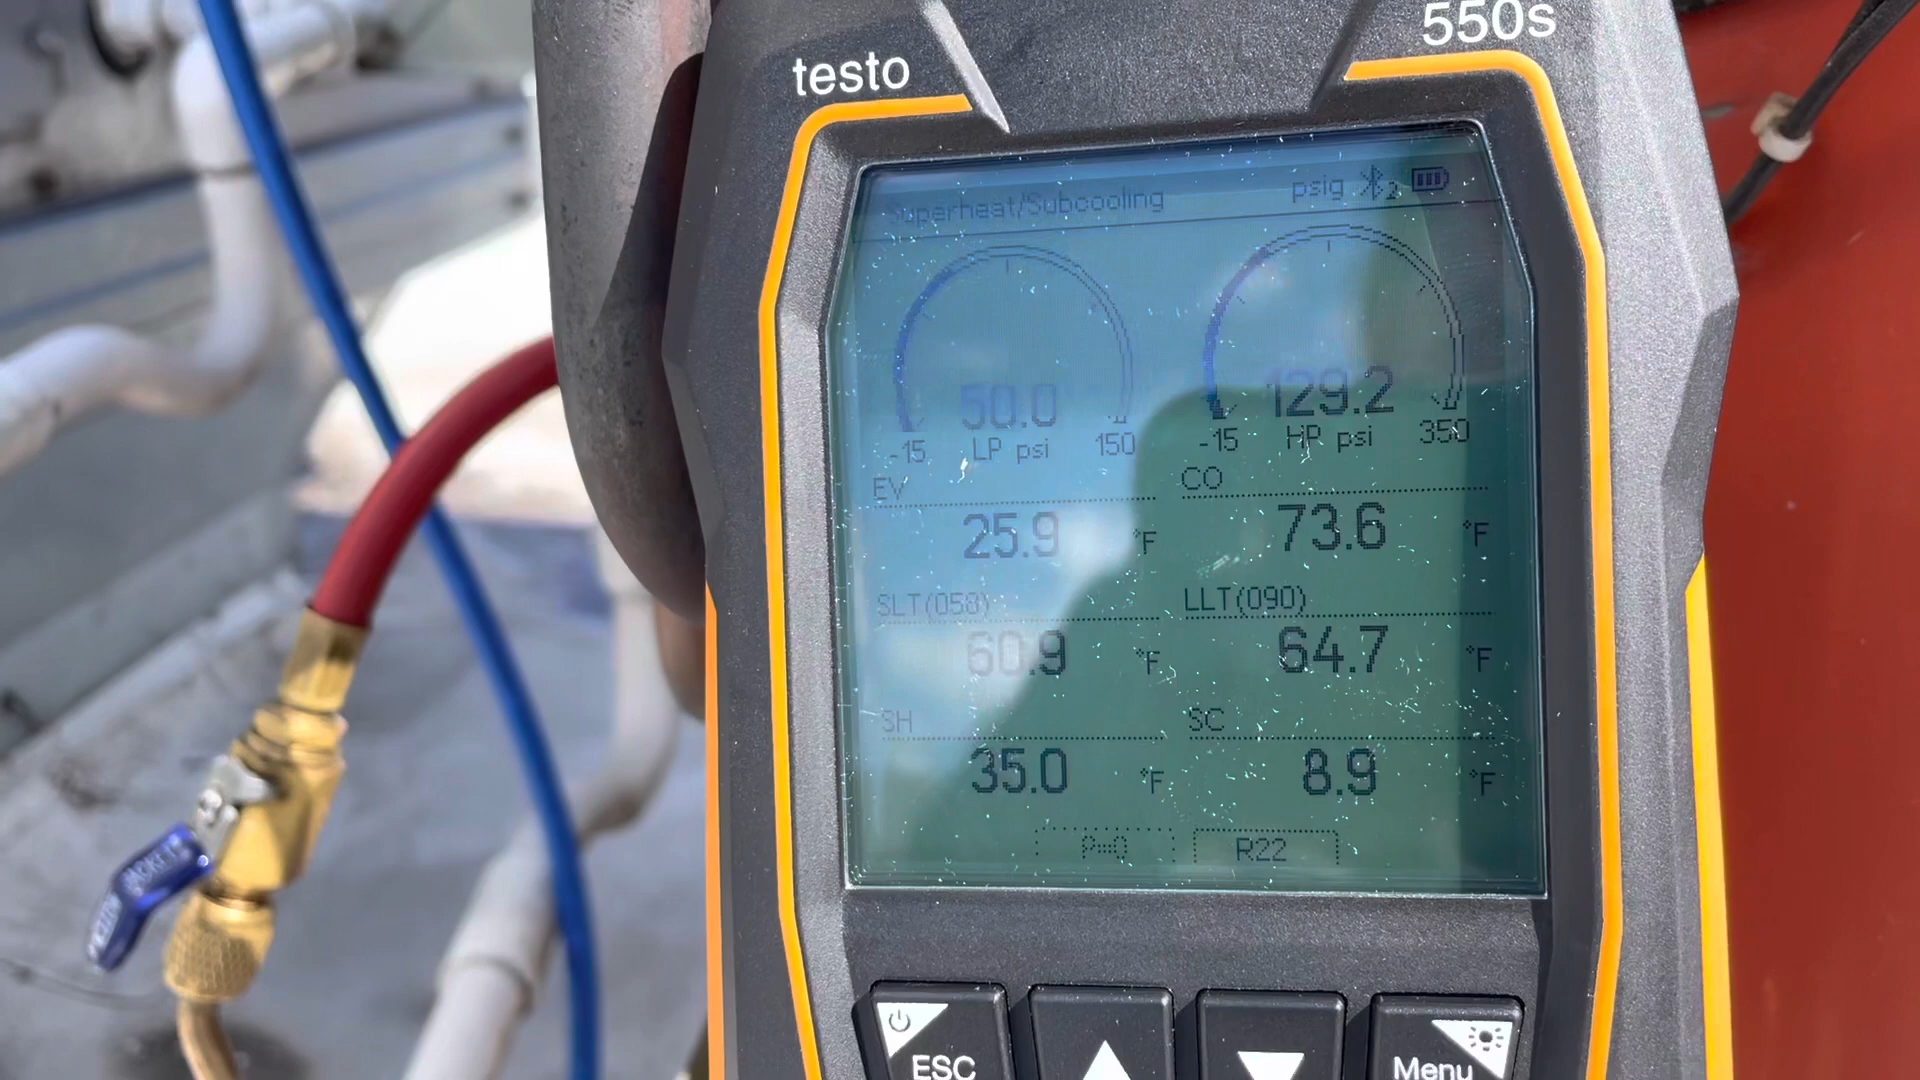 testo
550s
Superheat/Subcooling
psig 2
50.0
129.2
-15 LP psi 150
-15 HP psi 350
EV
CO
25.9 °F
73.6 °F
SLT(058)
LLT(090)
60.9 °F
64.7 °F
SH
SC
35.0 °F
8.9 °F
P=0
R22
ESC
Menu